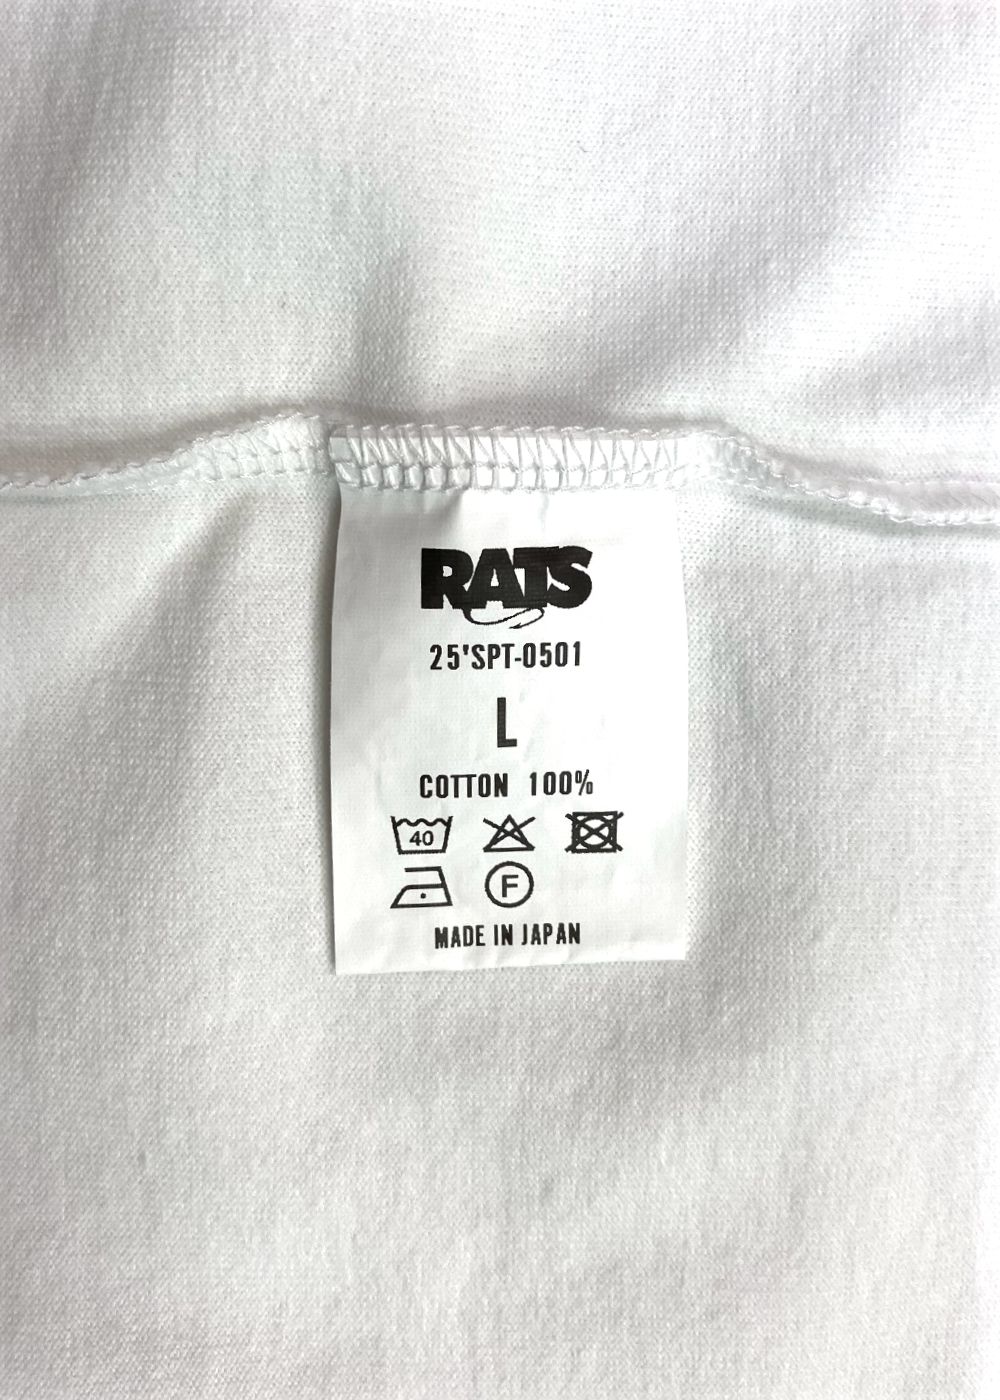 RATS
25'SPT-0501
L
COTTON 100%
40
F
MADE IN JAPAN